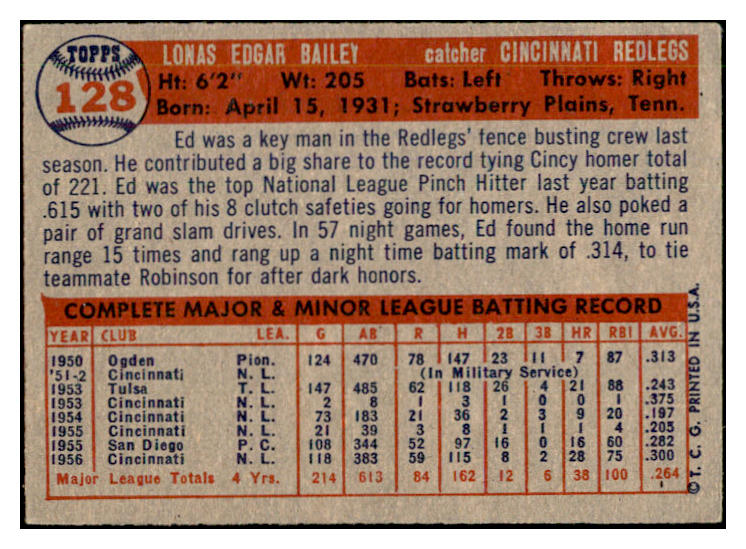 TOPPS
128
LONAS EDGAR BAILEY catcher CINCINNATI REDLEGS
Ht: 6'2" Wt: 205 Bats: Left Throws: Right
Born: April 15, 1931; Strawberry Plains, Tenn.
Ed was a key man in the Redlegs' fence busting crew last
season. He contributed a big share to the record tying Cincy homer total
of 221. Ed was the top National League Pinch Hitter last year batting
.615 with two of his 8 clutch safeties going for homers. He also poked a
pair of grand slam drives. In 57 night games, Ed found the home run
range 15 times and rang up a night time batting mark of .314, to tie
teammate Robinson for after dark honors.
COMPLETE MAJOR & MINOR LEAGUE BATTING RECORD
YEAR CLUB LEA. G AB R H 2B 3B HR RBI AVG.
1950 Ogden Pion. 124 470 78 147 23 11 7 87 .313
'51-2 Cincinnati N. L. (In Military Service)
1953 Tulsa T. L. 147 485 62 118 26 4 21 88 .243
1953 Cincinnati N. L. 2 8 1 3 1 0 0 1 .375
1954 Cincinnati N. L. 73 183 21 36 2 3 9 20 .197
1955 Cincinnati N. L. 21 39 3 8 1 1 1 4 .205
1955 San Diego P. C. 108 344 52 97 16 0 16 60 .282
1956 Cincinnati N. L. 118 383 59 115 8 2 28 75 .300
Major League Totals 4 Yrs. 214 613 84 162 12 6 38 100 .264
© T. C. G. PRINTED IN U.S.A.